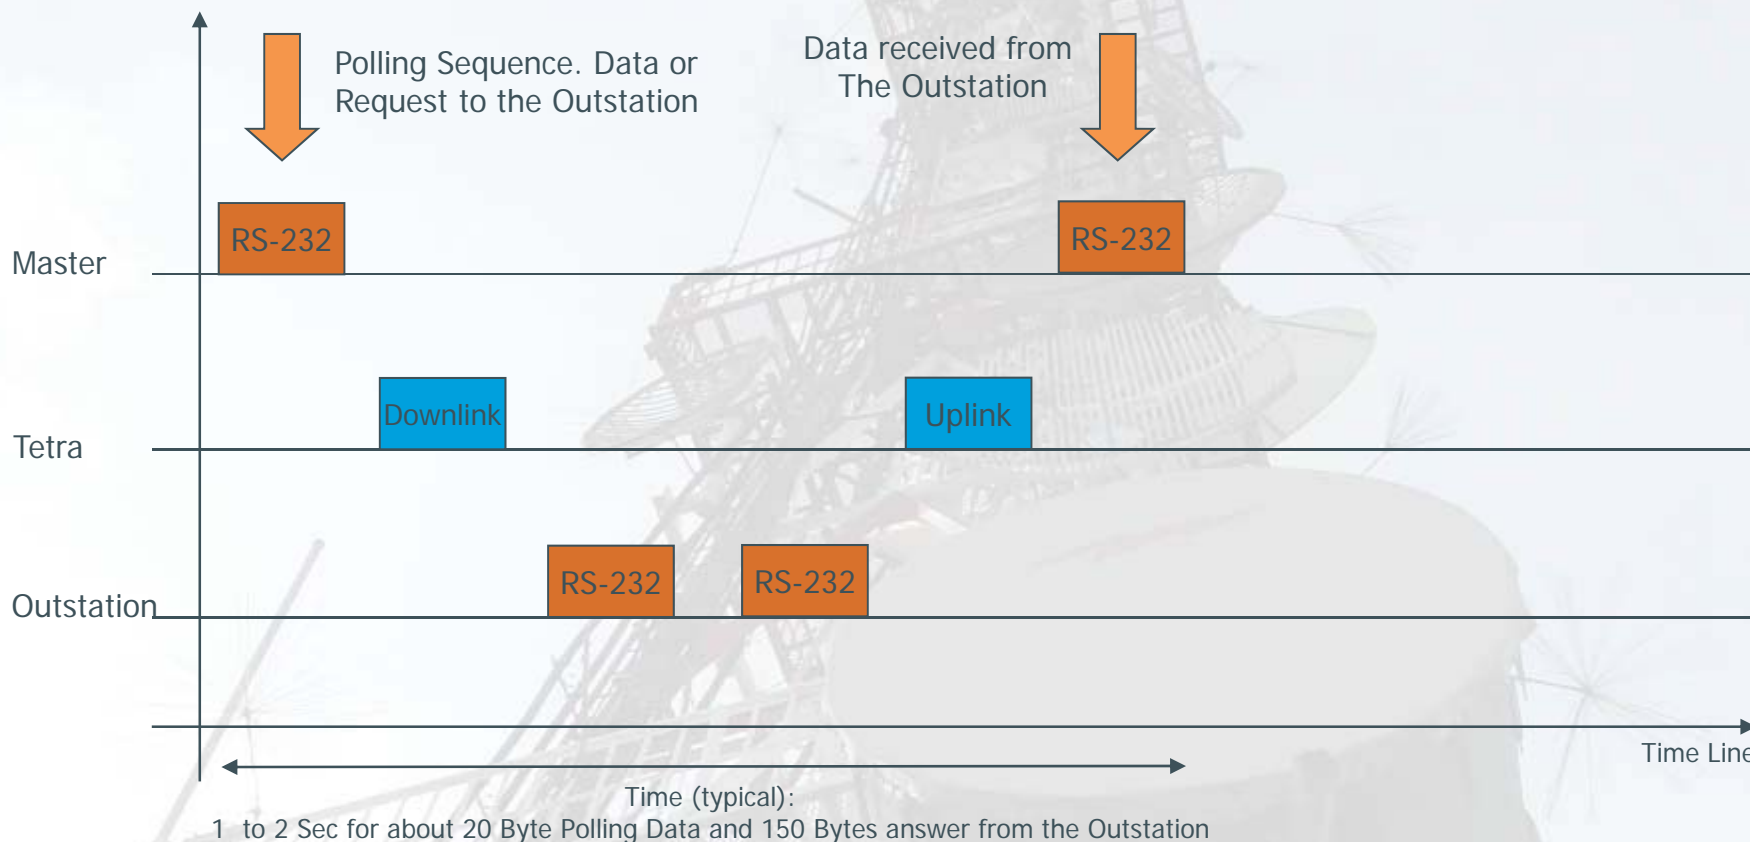 Polling Sequence. Data or
Request to the Outstation
Data received from
The Outstation
RS-232
RS-232
Master
Downlink
Uplink
Tetra
RS-232
RS-232
Outstation
Time Line
Time (typical):
1 to 2 Sec for about 20 Byte Polling Data and 150 Bytes answer from the Outstation